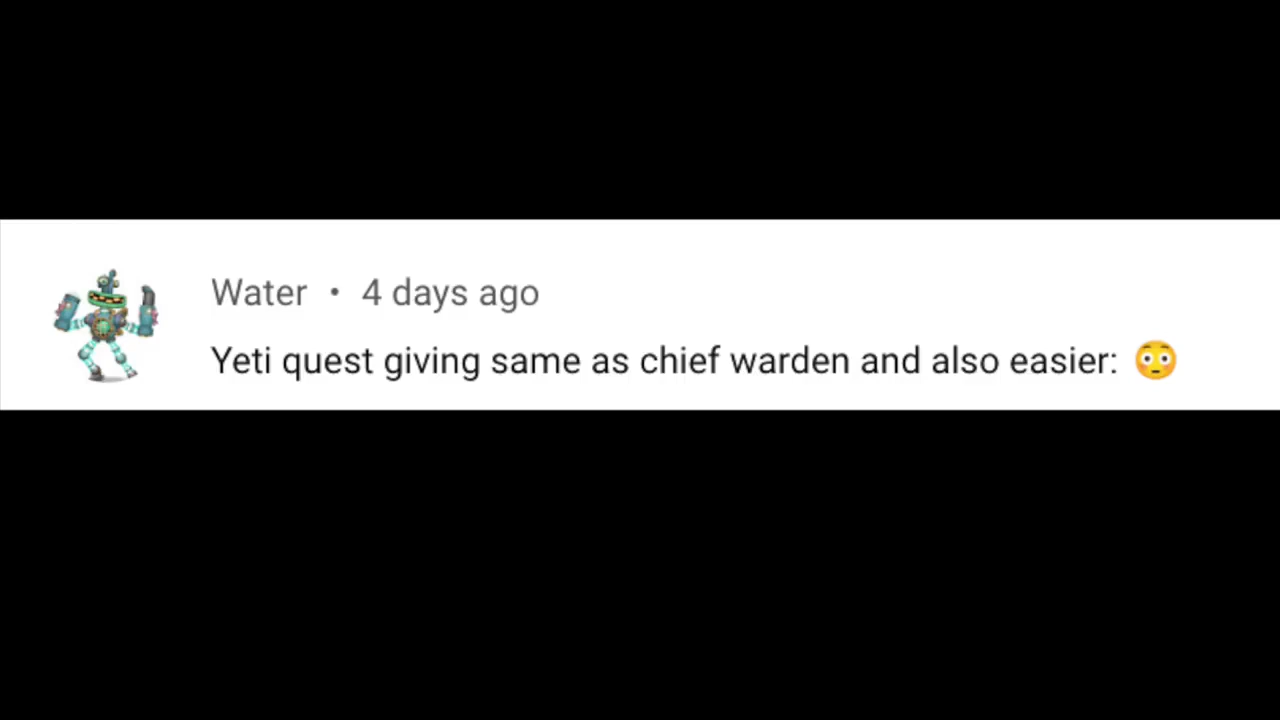 Water • 4 days ago
Yeti quest giving same as chief warden and also easier: 😳